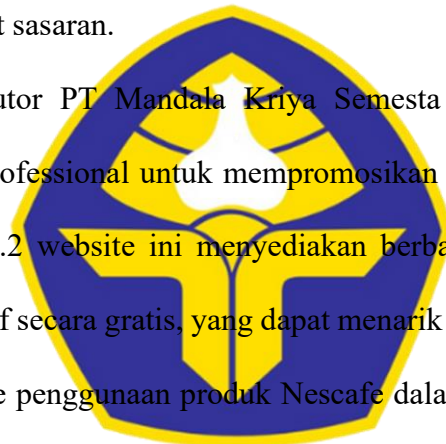 t sasaran.
utor PT Mandala Kriya Semesta
ofessional untuk mempromosikan
.2 website ini menyediakan berba
f secara gratis, yang dapat menarik
e penggunaan produk Nescafe dala